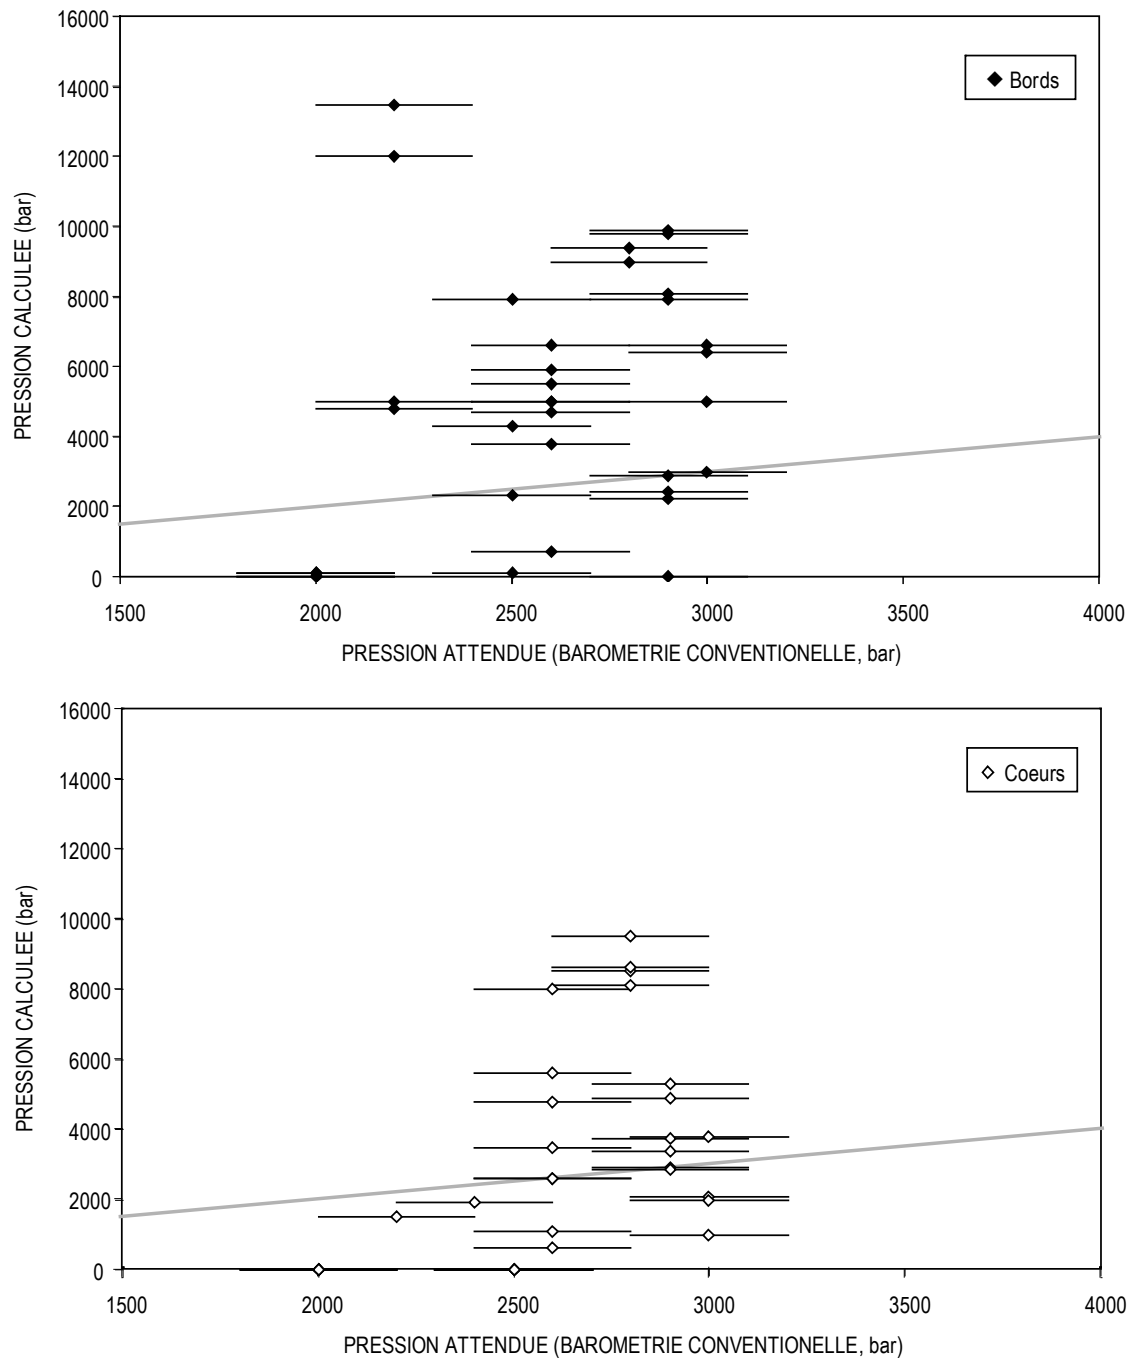 16000
14000
12000
10000
8000
6000
4000
2000
0
PRESSION CALCULEE (bar)
Bords
1500 2000 2500 3000 3500 4000
PRESSION ATTENDUE (BAROMETRIE CONVENTIONELLE, bar)
16000
14000
12000
10000
8000
6000
4000
2000
0
PRESSION CALCULEE (bar)
Coeurs
1500 2000 2500 3000 3500 4000
PRESSION ATTENDUE (BAROMETRIE CONVENTIONELLE, bar)